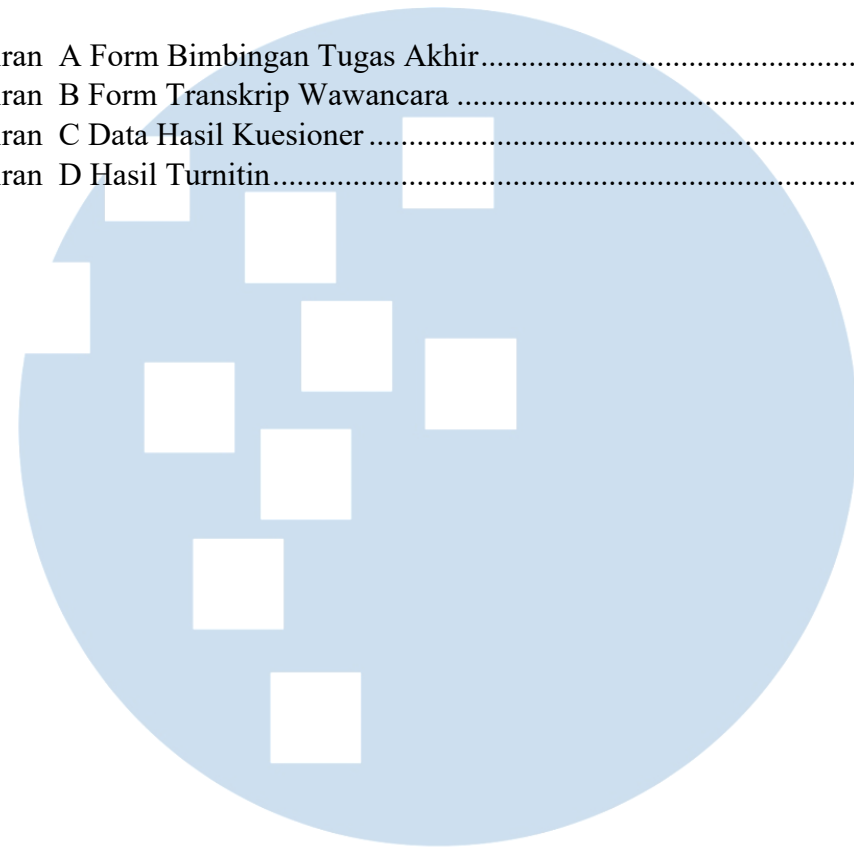 ran A Form Bimbingan Tugas Akhir...............................................
ran B Form Transkrip Wawancara ..................................................
ran C Data Hasil Kuesioner .............................................................
ran D Hasil Turnitin.........................................................................